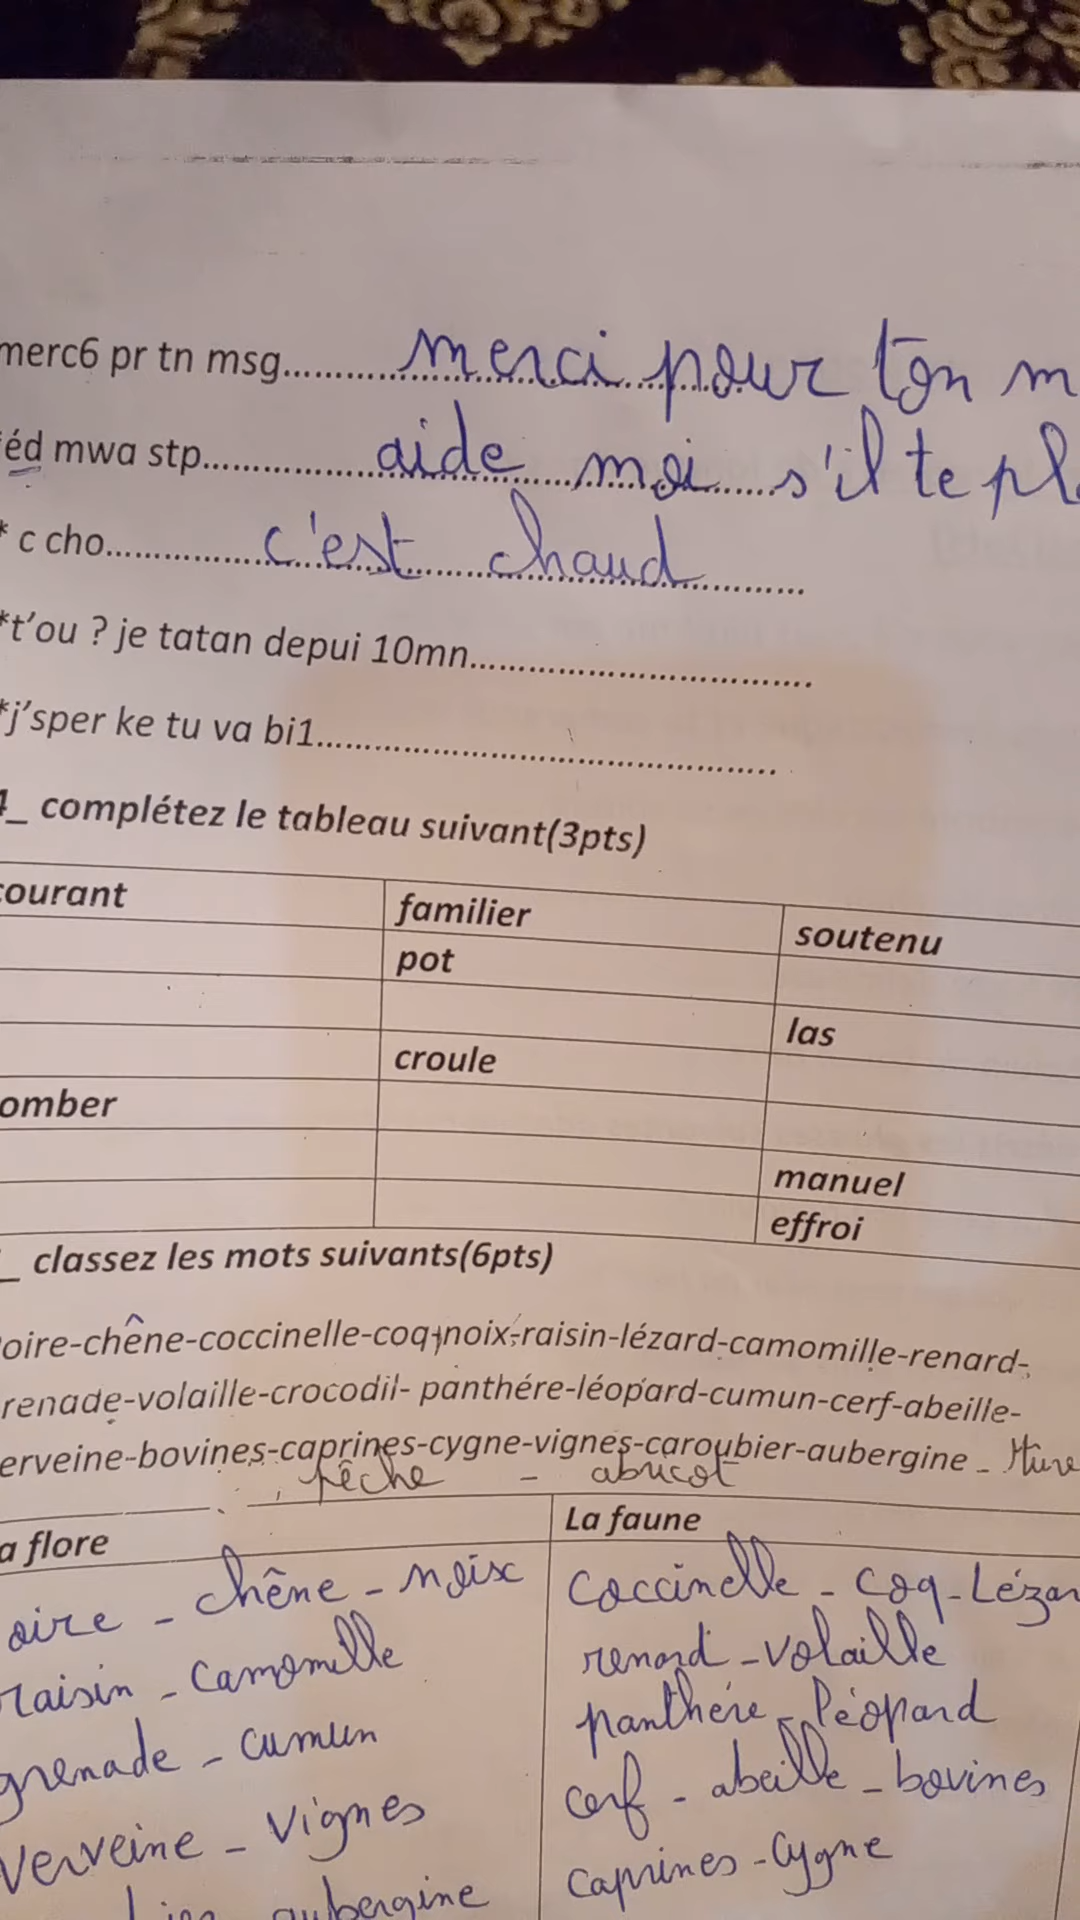 merc6 pr tn msg.............merci pour ton m
éd mwa stp.............aide moi s'il te pl
* c cho.............c'est chaud.............
*t'ou ? je tatan depui 10mn.............
*j'sper ke tu va bi1.............
4_ complétez le tableau suivant(3pts)
courant familier soutenu
pot
las
croule
omber
manuel
effroi
_ classez les mots suivants(6pts)
oire-chêne-coccinelle-coq-noix-raisin-lézard-camomille-renard-
renade-volaille-crocodil- panthére-léopard-cumun-cerf-abeille-
erveine-bovines-caprines-cygne-vignes-caroubier-aubergine -
pêche - abricot
a flore La faune
oire - chêne - noix coccinelle - coq - Lézar
raisin - camomille renard - volaille
grenade - cumun panthére - léopard
verveine - vignes cerf - abeille - bovines
aubergine caprines - cygne